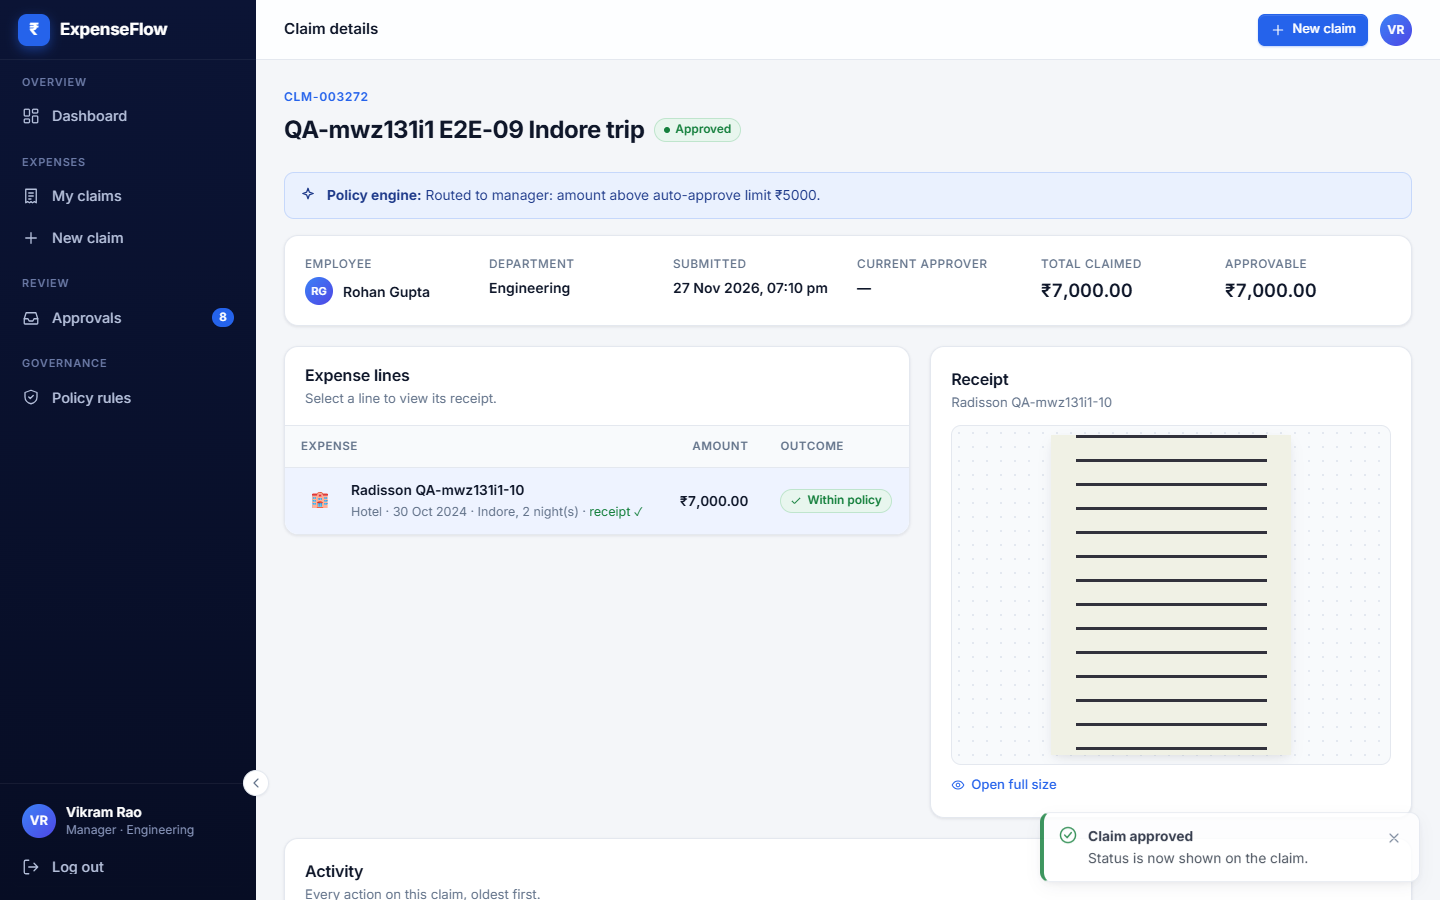 ₹ ExpenseFlow
OVERVIEW
Dashboard
EXPENSES
My claims
New claim
REVIEW
Approvals 8
GOVERNANCE
Policy rules
VR Vikram Rao
Manager · Engineering
Log out
Claim details
New claim VR
CLM-003272
QA-mwz131i1 E2E-09 Indore trip Approved
Policy engine: Routed to manager: amount above auto-approve limit ₹5000.
EMPLOYEE
RG Rohan Gupta
DEPARTMENT
Engineering
SUBMITTED
27 Nov 2026, 07:10 pm
CURRENT APPROVER
—
TOTAL CLAIMED
₹7,000.00
APPROVABLE
₹7,000.00
Expense lines
Select a line to view its receipt.
EXPENSE AMOUNT OUTCOME
Radisson QA-mwz131i1-10
Hotel · 30 Oct 2024 · Indore, 2 night(s) · receipt ✓
₹7,000.00
Within policy
Receipt
Radisson QA-mwz131i1-10
Open full size
Activity
Every action on this claim, oldest first.
Claim approved
Status is now shown on the claim.